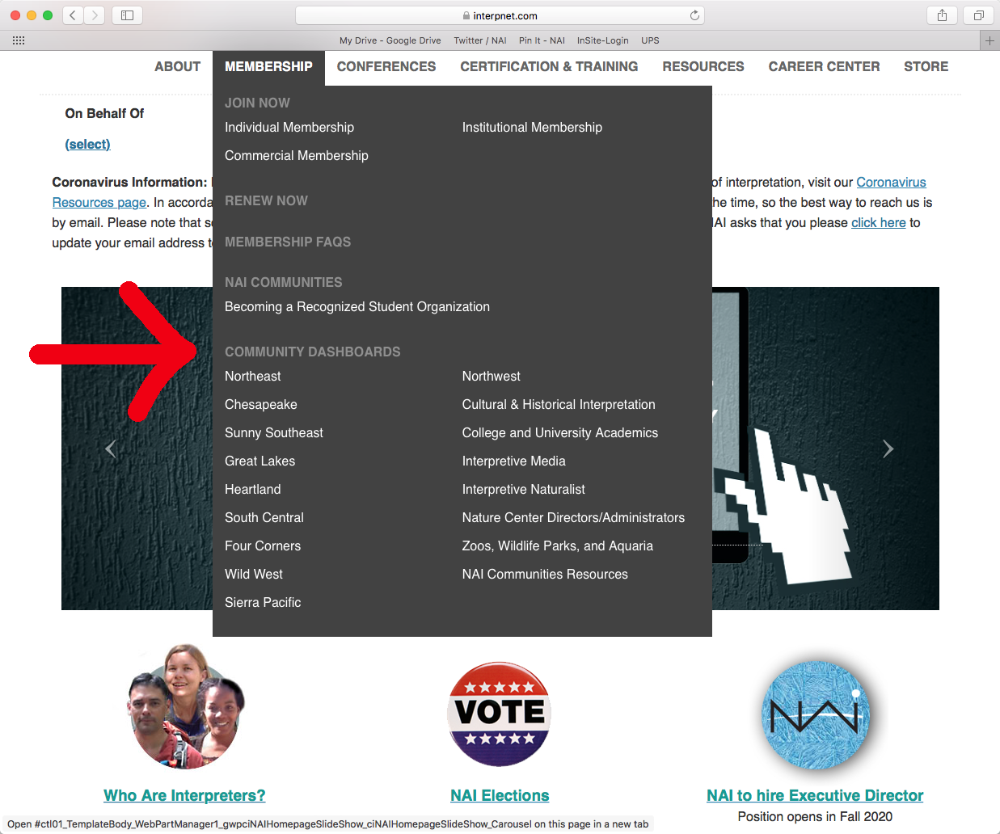 interpnet.com
My Drive - Google Drive Twitter / NAI Pin It - NAI InSite-Login UPS
ABOUT MEMBERSHIP CONFERENCES CERTIFICATION & TRAINING RESOURCES CAREER CENTER STORE
On Behalf Of
(select)
Coronavirus Information: of interpretation, visit our Coronavirus
Resources page. In accorda he time, so the best way to reach us is
by email. Please note that s AI asks that you please click here to
update your email address t
JOIN NOW
Individual Membership Institutional Membership
Commercial Membership
RENEW NOW
MEMBERSHIP FAQS
NAI COMMUNITIES
Becoming a Recognized Student Organization
COMMUNITY DASHBOARDS
Northeast Northwest
Chesapeake Cultural & Historical Interpretation
Sunny Southeast College and University Academics
Great Lakes Interpretive Media
Heartland Interpretive Naturalist
South Central Nature Center Directors/Administrators
Four Corners Zoos, Wildlife Parks, and Aquaria
Wild West NAI Communities Resources
Sierra Pacific
VOTE
NAI
Who Are Interpreters? NAI Elections NAI to hire Executive Director
Position opens in Fall 2020
Open #ctl01_TemplateBody_WebPartManager1_gwpciNAIHomepageSlideShow_ciNAIHomepageSlideShow_Carousel on this page in a new tab